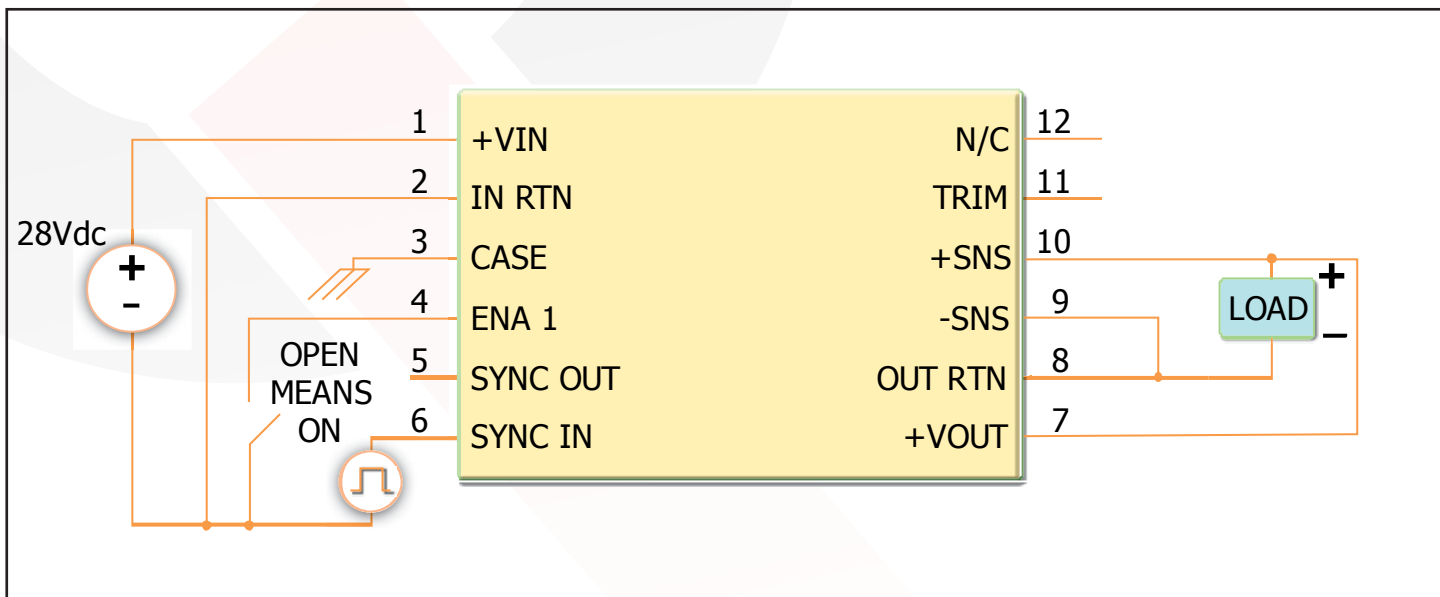 1
+VIN
2
IN RTN
3
CASE
4
ENA 1
5
SYNC OUT
6
SYNC IN
28Vdc
+
-
OPEN
MEANS
ON
N/C
12
TRIM
11
+SNS
10
-SNS
9
OUT RTN
8
+VOUT
7
LOAD
+
–